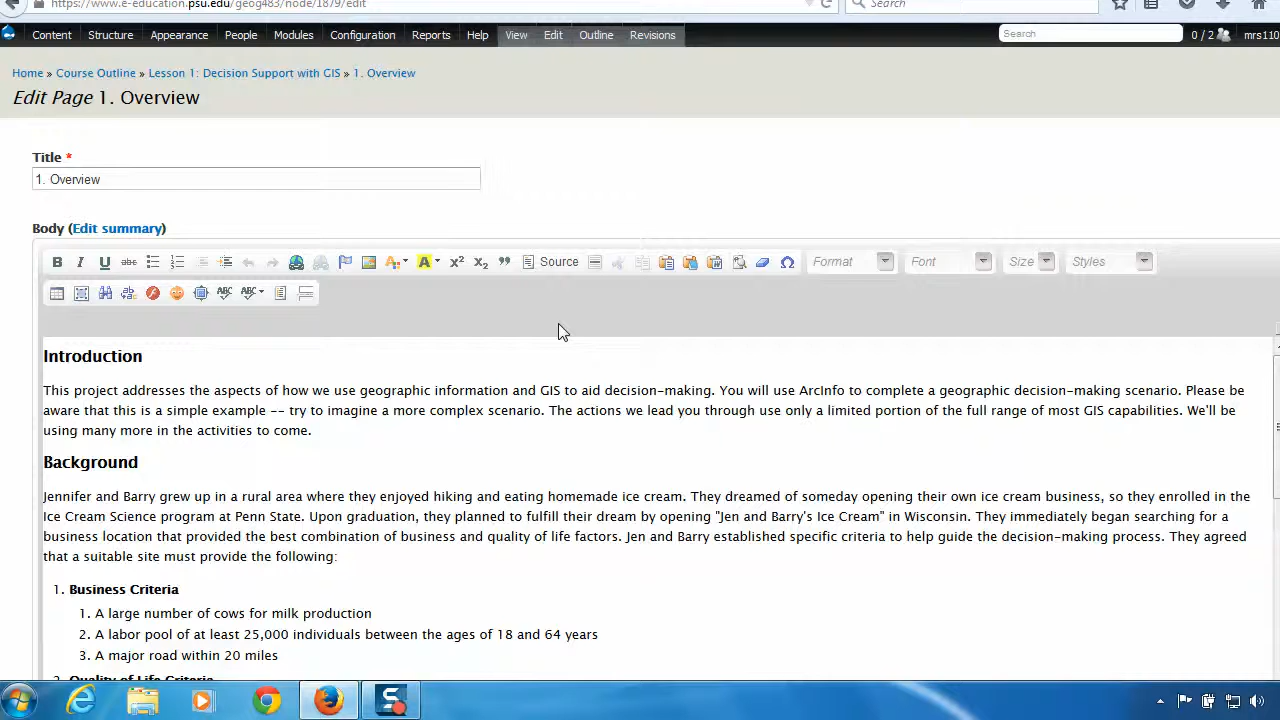 https://www.e-education.psu.edu/geog483/node/1879/edit
Search
Content Structure Appearance People Modules Configuration Reports Help View Edit Outline Revisions Search 0 / 2 mrs110
Home » Course Outline » Lesson 1: Decision Support with GIS » 1. Overview
Edit Page 1. Overview
Title *
1. Overview
Body (Edit summary)
B I U abc Source Format Font Size Styles
Introduction
This project addresses the aspects of how we use geographic information and GIS to aid decision-making. You will use ArcInfo to complete a geographic decision-making scenario. Please be
aware that this is a simple example -- try to imagine a more complex scenario. The actions we lead you through use only a limited portion of the full range of most GIS capabilities. We'll be
using many more in the activities to come.
Background
Jennifer and Barry grew up in a rural area where they enjoyed hiking and eating homemade ice cream. They dreamed of someday opening their own ice cream business, so they enrolled in the
Ice Cream Science program at Penn State. Upon graduation, they planned to fulfill their dream by opening "Jen and Barry's Ice Cream" in Wisconsin. They immediately began searching for a
business location that provided the best combination of business and quality of life factors. Jen and Barry established specific criteria to help guide the decision-making process. They agreed
that a suitable site must provide the following:
1. Business Criteria
1. A large number of cows for milk production
2. A labor pool of at least 25,000 individuals between the ages of 18 and 64 years
3. A major road within 20 miles
2. Quality of Life Criteria